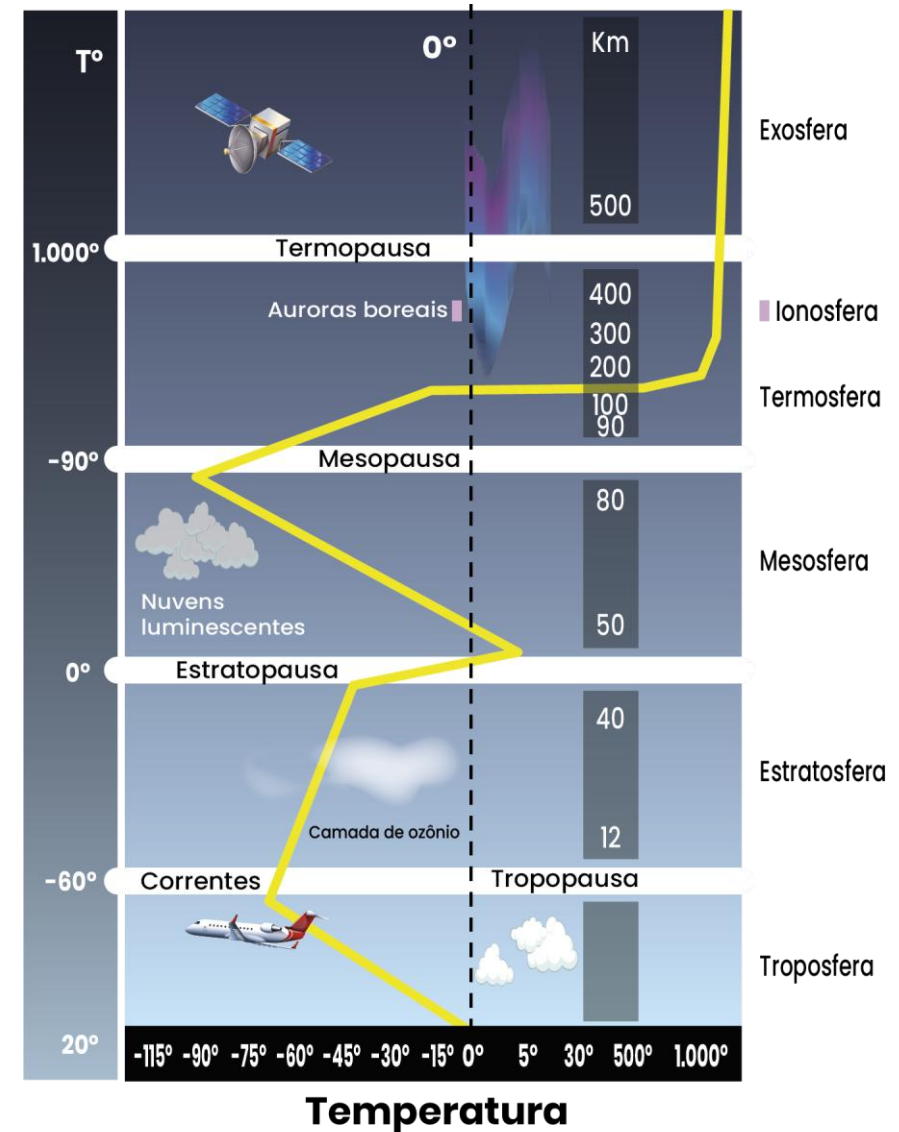 Tº
0º
Km
Exosfera
500
1.000º
Termopausa
400
Auroras boreais
Ionosfera
300
200
Termosfera
100
90
-90º
Mesopausa
80
Mesosfera
Nuvens
luminescentes
50
0º
Estratopausa
40
Estratosfera
Camada de ozônio
12
-60º
Correntes
Tropopausa
Troposfera
20º
-115º -90º -75º -60º -45º -30º -15º 0º 5º 30º 500º 1.000º
Temperatura